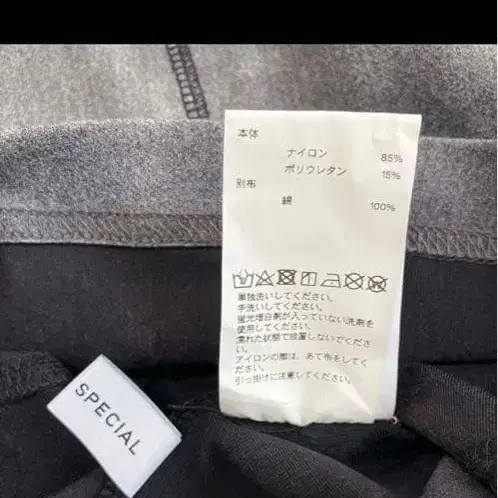 本体
ナイロン 85%
ポリウレタン 15%
別布
綿 100%
単独洗いしてください。
手洗いしてください。
蛍光増白剤が入っていない洗剤を
使用してください。
濡れた状態で放置しないでくだ
さい。
アイロンの際は、あて布をしてく
ださい。
引っ掛けに注意してください。
SPECIAL